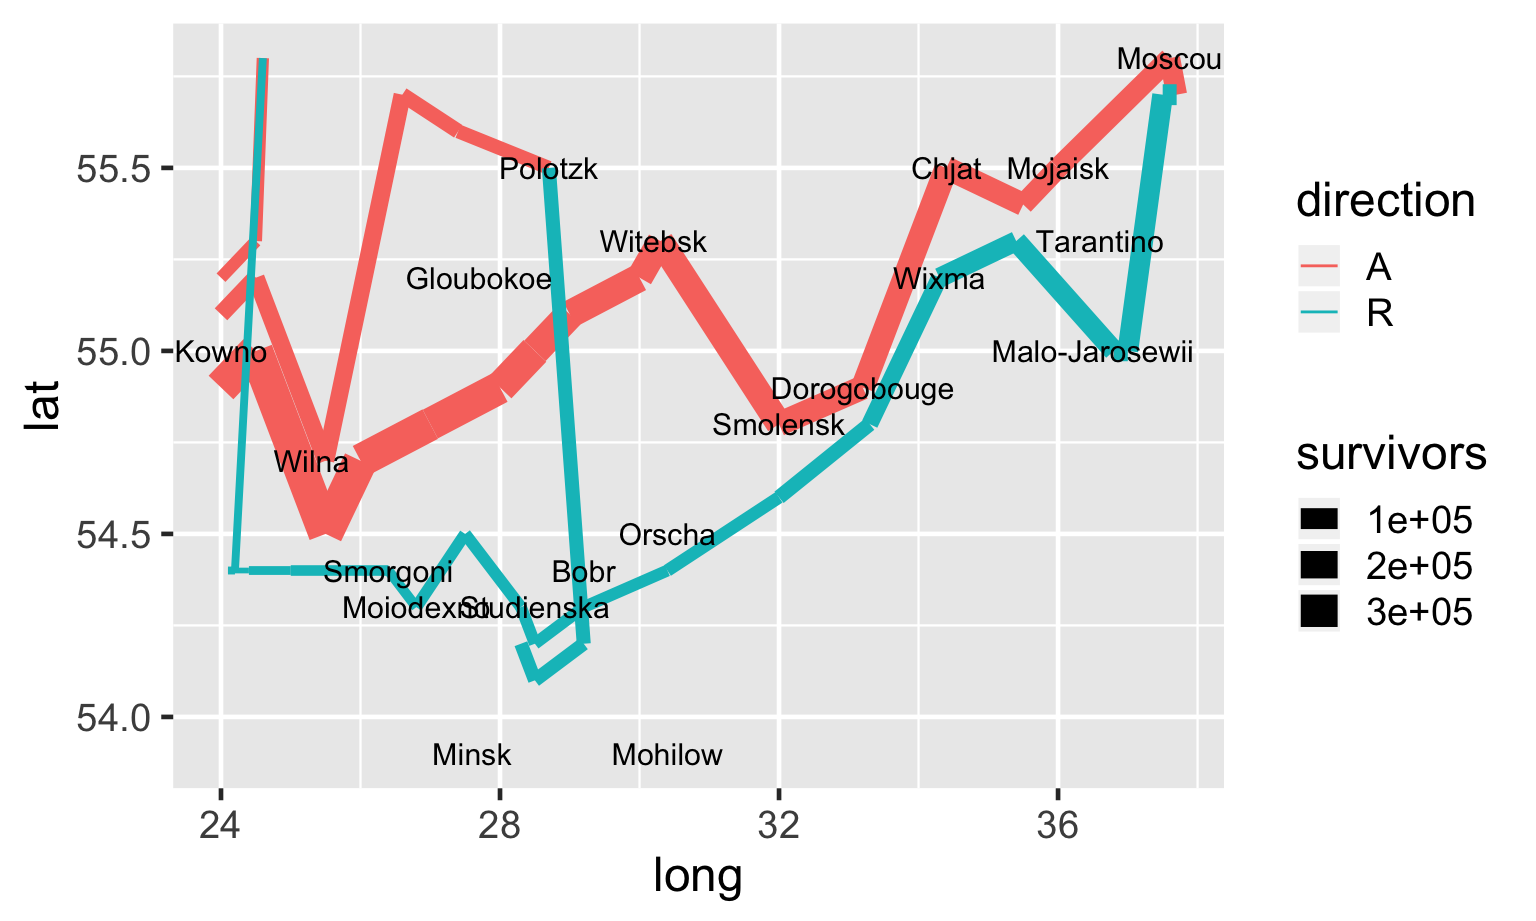 Moscou
Polotzk
Chjat
Mojaisk
Witebsk
Tarantino
Gloubokoe
Wixma
Kowno
Malo-Jarosewii
Dorogobouge
Smolensk
Wilna
Orscha
Smorgoni
Bobr
Moiodexno
Studienska
Minsk
Mohilow
55.5
55.0
54.5
54.0
lat
24
28
32
36
long
direction
A
R
survivors
1e+05
2e+05
3e+05